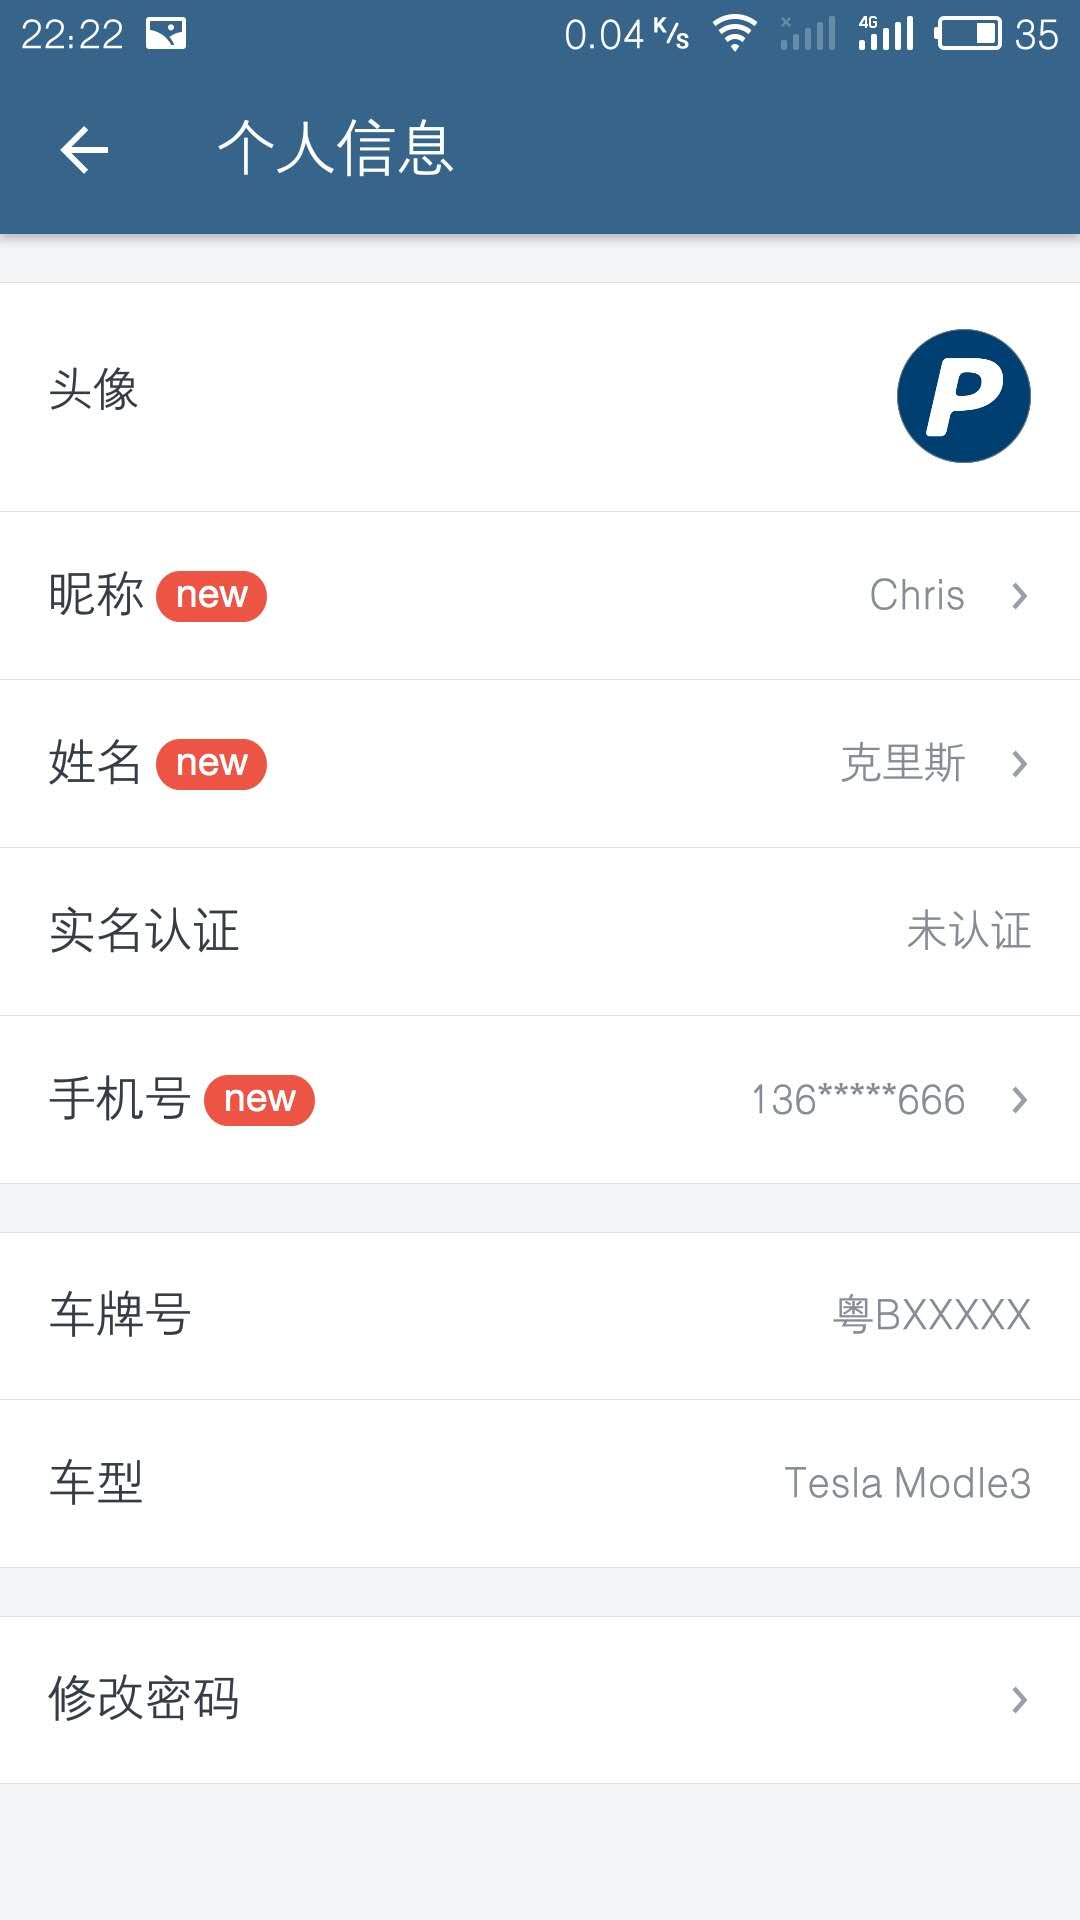 22:22 0.04 K/s 4G 35
个人信息
头像 P
昵称 new Chris
姓名 new 克里斯
实名认证 未认证
手机号 new 136*****666
车牌号 粤BXXXXX
车型 Tesla Modle3
修改密码